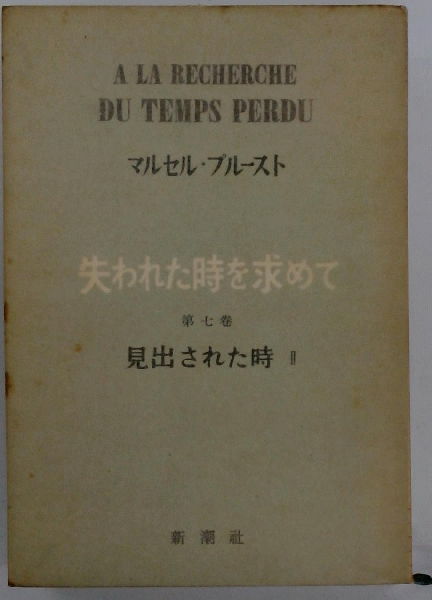 A LA RECHERCHE
DU TEMPS PERDU
マルセル・プルースト
失われた時を求めて
第七巻
見出された時 Ⅱ
新潮社